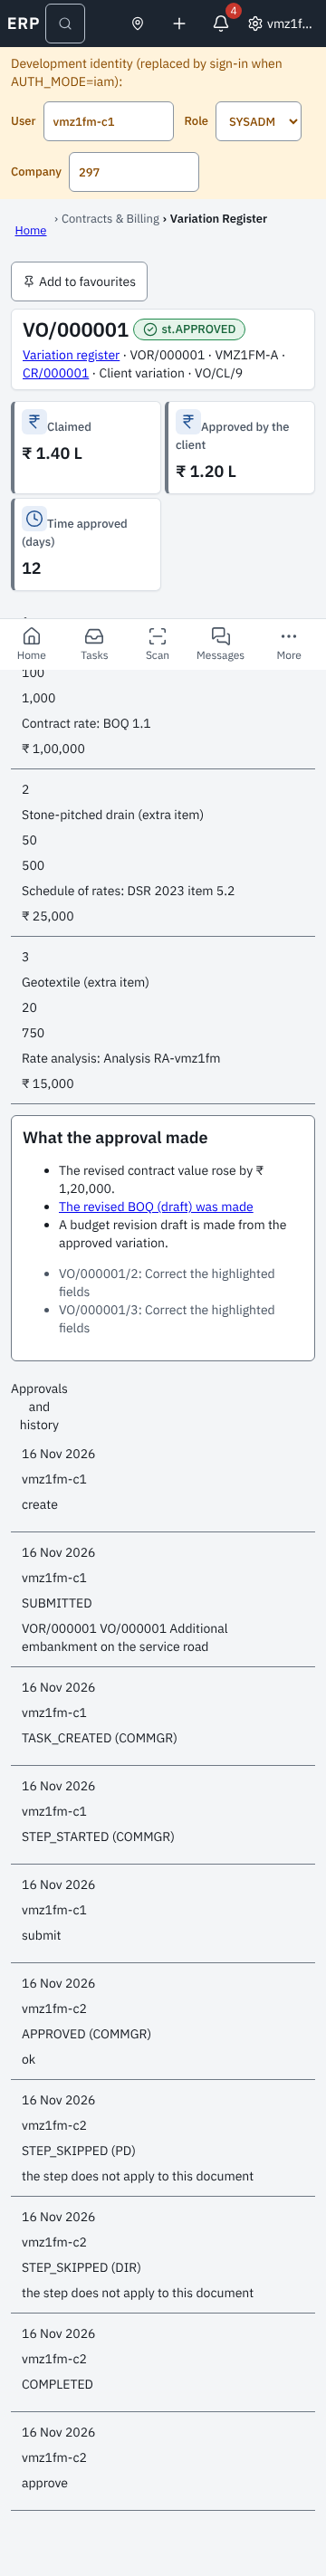 ERP
4
vmz1f...
Development identity (replaced by sign-in when
AUTH_MODE=iam):
User vmz1fm-c1 Role SYSADM
Company 297
Home › Contracts & Billing › Variation Register
Add to favourites
VO/000001 st.APPROVED
Variation register · VOR/000001 · VMZ1FM-A ·
CR/000001 · Client variation · VO/CL/9
₹ Claimed
₹ 1.40 L
₹ Approved by the
client
₹ 1.20 L
Time approved
(days)
12
Home Tasks Scan Messages More
100
1,000
Contract rate: BOQ 1.1
₹ 1,00,000
2
Stone-pitched drain (extra item)
50
500
Schedule of rates: DSR 2023 item 5.2
₹ 25,000
3
Geotextile (extra item)
20
750
Rate analysis: Analysis RA-vmz1fm
₹ 15,000
What the approval made
• The revised contract value rose by ₹
1,20,000.
• The revised BOQ (draft) was made
• A budget revision draft is made from the
approved variation.
• VO/000001/2: Correct the highlighted
fields
• VO/000001/3: Correct the highlighted
fields
Approvals
and
history
16 Nov 2026
vmz1fm-c1
create
16 Nov 2026
vmz1fm-c1
SUBMITTED
VOR/000001 VO/000001 Additional
embankment on the service road
16 Nov 2026
vmz1fm-c1
TASK_CREATED (COMMGR)
16 Nov 2026
vmz1fm-c1
STEP_STARTED (COMMGR)
16 Nov 2026
vmz1fm-c1
submit
16 Nov 2026
vmz1fm-c2
APPROVED (COMMGR)
ok
16 Nov 2026
vmz1fm-c2
STEP_SKIPPED (PD)
the step does not apply to this document
16 Nov 2026
vmz1fm-c2
STEP_SKIPPED (DIR)
the step does not apply to this document
16 Nov 2026
vmz1fm-c2
COMPLETED
16 Nov 2026
vmz1fm-c2
approve